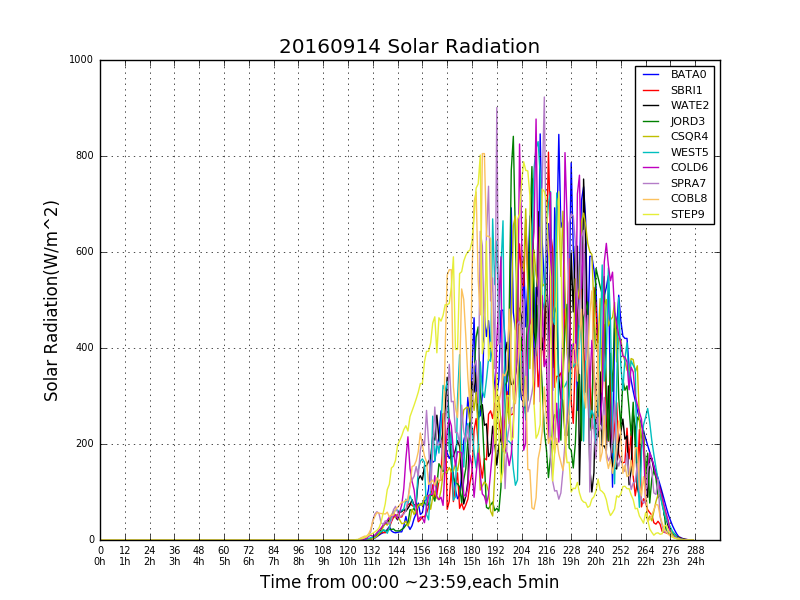 20160914 Solar Radiation
Solar Radiation(W/m^2)
1000
800
600
400
200
0
BATA0
SBRI1
WATE2
JORD3
CSQR4
WEST5
COLD6
SPRA7
COBL8
STEP9
0 12 24 36 48 60 72 84 96 108 120 132 144 156 168 180 192 204 216 228 240 252 264 276 288
0h 1h 2h 3h 4h 5h 6h 7h 8h 9h 10h 11h 12h 13h 14h 15h 16h 17h 18h 19h 20h 21h 22h 23h 24h
Time from 00:00 ~23:59,each 5min